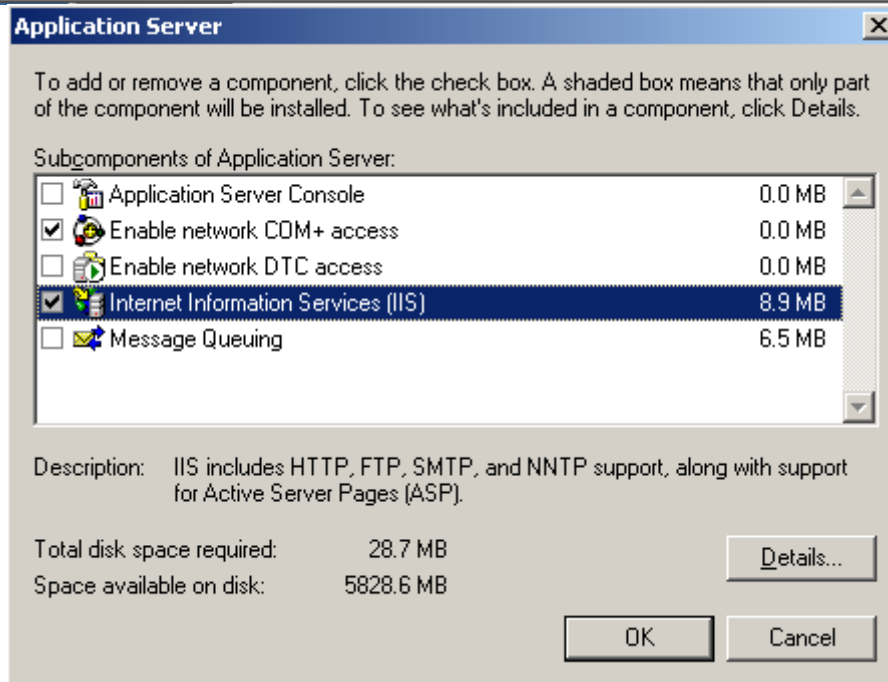 Application Server
To add or remove a component, click the check box. A shaded box means that only part
of the component will be installed. To see what's included in a component, click Details.
Subcomponents of Application Server:
Application Server Console 0.0 MB
Enable network COM+ access 0.0 MB
Enable network DTC access 0.0 MB
Internet Information Services (IIS) 8.9 MB
Message Queuing 6.5 MB
Description: IIS includes HTTP, FTP, SMTP, and NNTP support, along with support
for Active Server Pages (ASP).
Total disk space required: 28.7 MB
Space available on disk: 5828.6 MB
Details...
OK Cancel